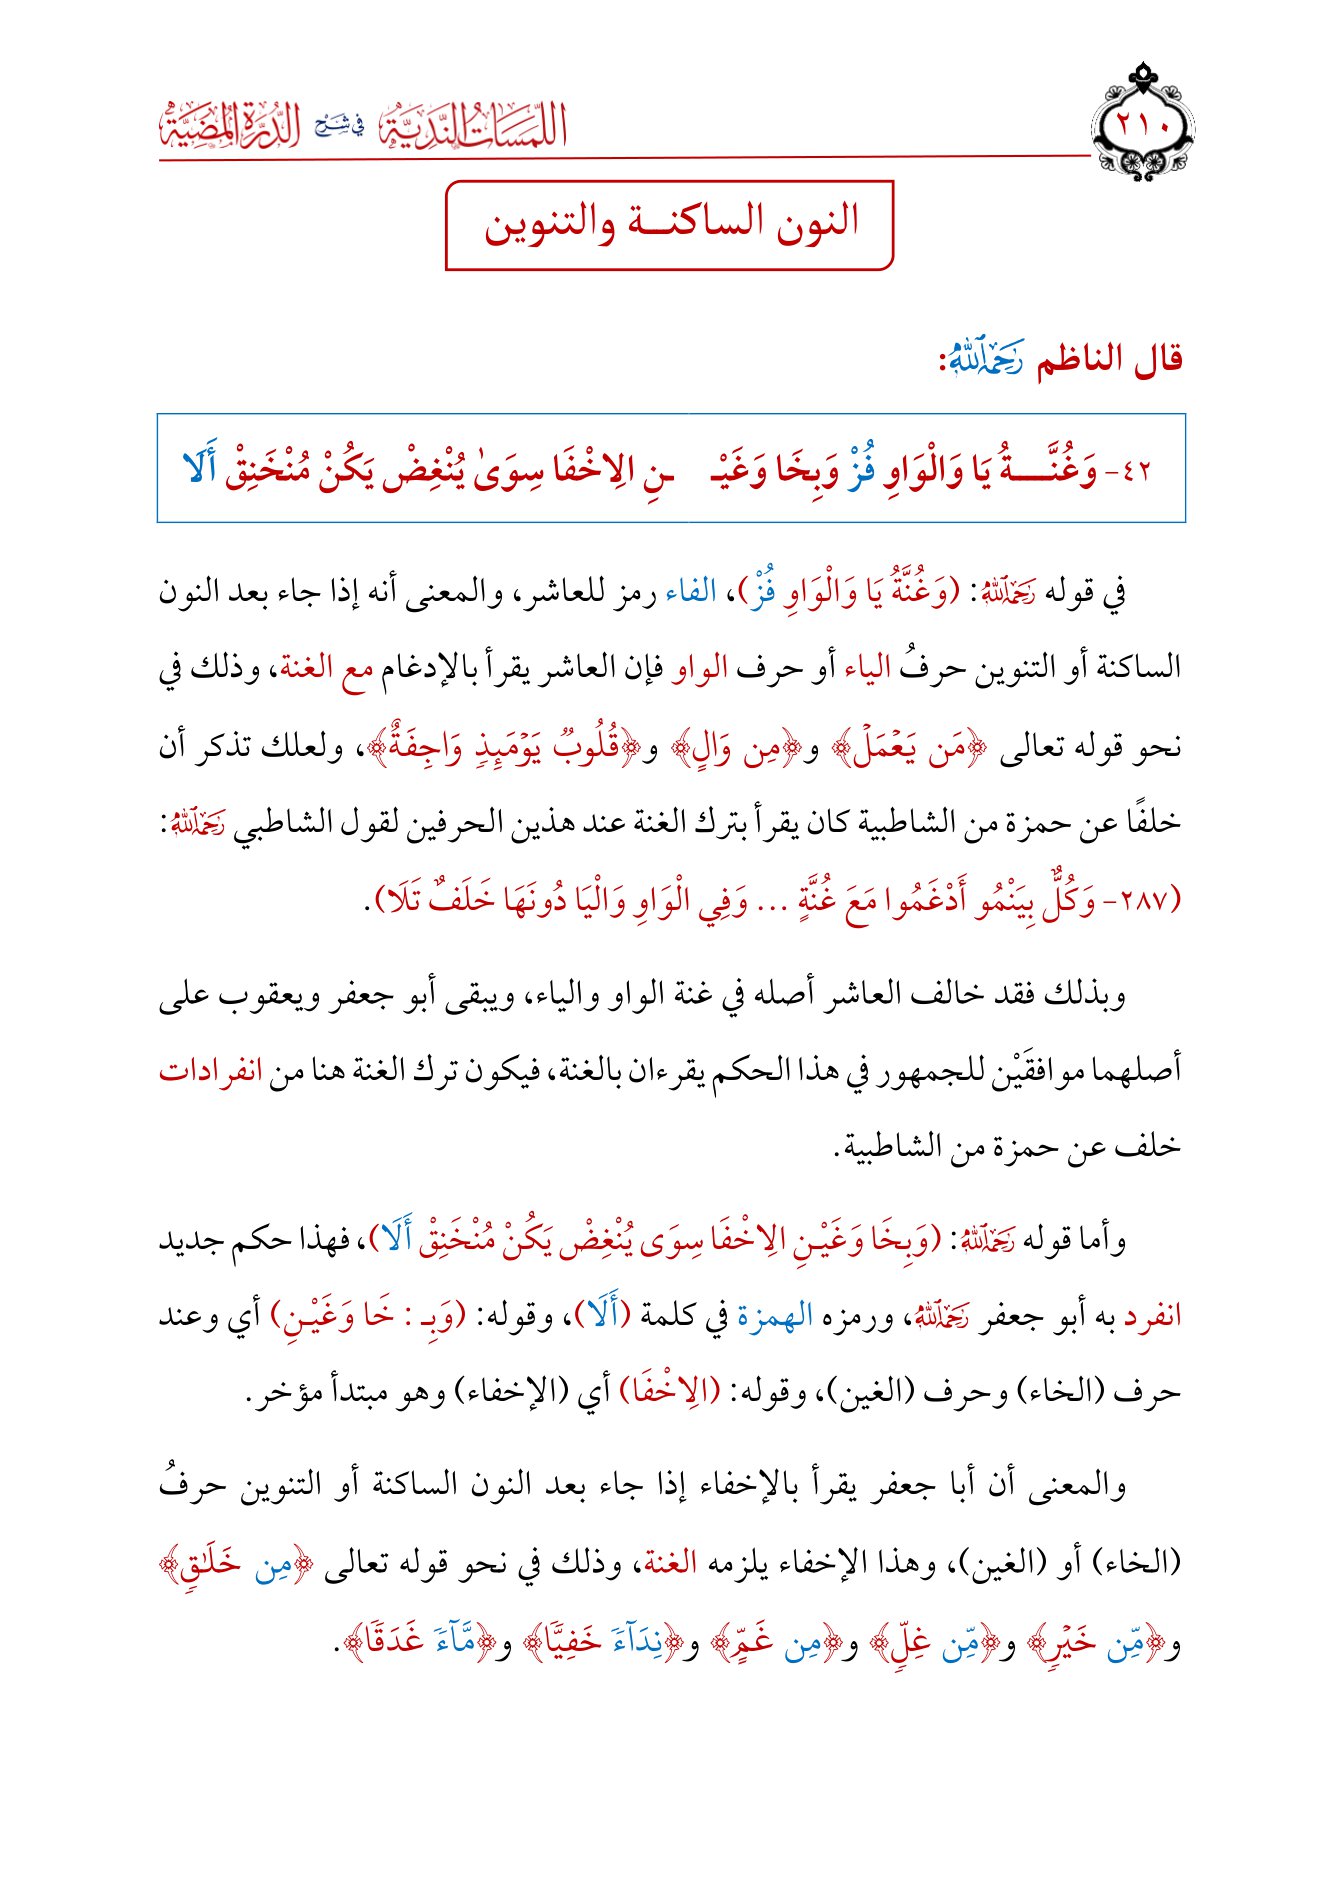 ٢١٠
اللمسات الندية في شرح الدرة المضية
النون الساكنــة والتنوين
قال الناظم رَحِمَهُ ٱللَّهُ:
٤٢- وَغُنَّـــةُ يَا وَالْوَاوِ فُزْ وَبِخَا وَغَيْـ ـنِ الِاخْفَا سِوَىٰ يُنْغِضْ يَكُنْ مُنْخَنِقْ أَلَا
في قوله رَحِمَهُ ٱللَّهُ: (وَغُنَّةُ يَا وَالْوَاوِ فُزْ)، الفاء رمز للعاشر، والمعنى أنه إذا جاء بعد النون
الساكنة أو التنوين حرفُ الياء أو حرف الواو فإن العاشر يقرأ بالإدغام مع الغنة، وذلك في
نحو قوله تعالى ﴿مَن يَعۡمَلۡ﴾ و﴿مِن وَالٍ﴾ و﴿قُلُوبٞ يَوۡمَئِذٖ وَاجِفَةٌ﴾، ولعلك تذكر أن
خلفًا عن حمزة من الشاطبية كان يقرأ بترك الغنة عند هذين الحرفين لقول الشاطبي رَحِمَهُ ٱللَّهُ:
(٢٨٧- وَكُلٌّ بِيَنْمُو أَدْغَمُوا مَعَ غُنَّةٍ ... وَفِي الْوَاوِ وَالْيَا دُونَهَا خَلَفٌ تَلَا).
وبذلك فقد خالف العاشر أصله في غنة الواو والياء، ويبقى أبو جعفر ويعقوب على
أصلهما موافقَيْن للجمهور في هذا الحكم يقرءان بالغنة، فيكون ترك الغنة هنا من انفرادات
خلف عن حمزة من الشاطبية.
وأما قوله رَحِمَهُ ٱللَّهُ: (وَبِخَا وَغَيْـنِ الِاخْفَا سِوَى يُنْغِضْ يَكُنْ مُنْخَنِقْ أَلَا)، فهذا حكم جديد
انفرد به أبو جعفر رَحِمَهُ ٱللَّهُ، ورمزه الهمزة في كلمة (أَلَا)، وقوله: (وَبِـ : خَا وَغَيْـنِ) أي وعند
حرف (الخاء) وحرف (الغين)، وقوله: (الِاخْفَا) أي (الإخفاء) وهو مبتدأ مؤخر.
والمعنى أن أبا جعفر يقرأ بالإخفاء إذا جاء بعد النون الساكنة أو التنوين حرفُ
(الخاء) أو (الغين)، وهذا الإخفاء يلزمه الغنة، وذلك في نحو قوله تعالى ﴿مِن خَلَٰقٖ﴾
و﴿مِّن خَيۡرٖ﴾ و﴿مِّن غِلّٖ﴾ و﴿مِن غَمٍّ﴾ و﴿نِدَآءً خَفِيّٗا﴾ و﴿مَّآءً غَدَقٗا﴾.